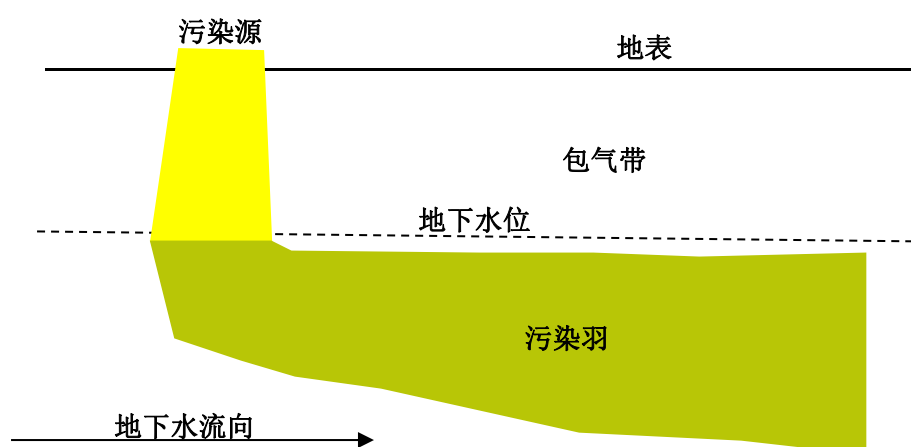 污染源
地表
包气带
地下水位
污染羽
地下水流向